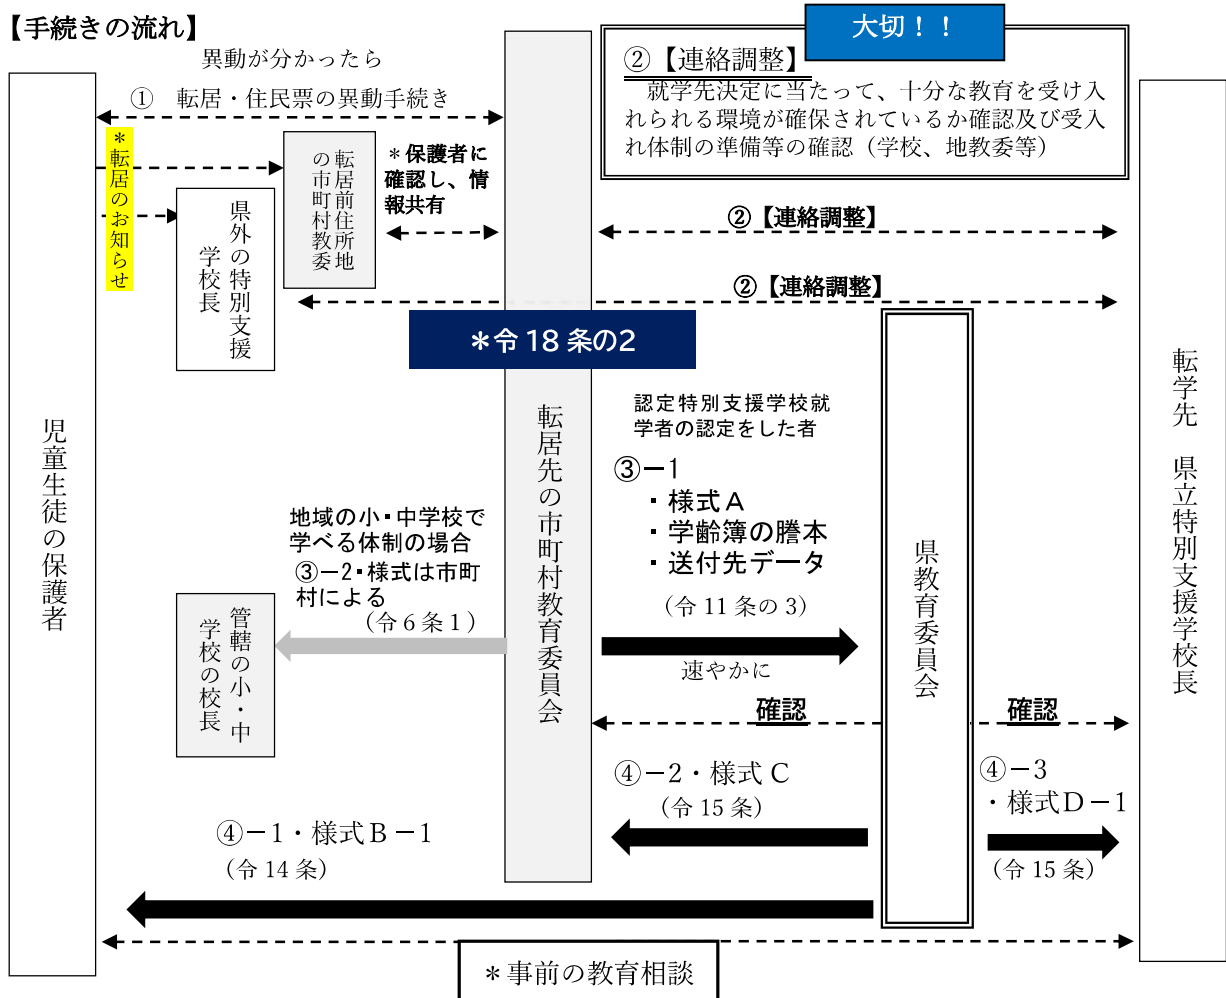 【手続きの流れ】
異動が分かったら
① 転居・住民票の異動手続き
大切！！
②【連絡調整】
就学先決定に当たって、十分な教育を受け入
れられる環境が確保されているか確認及び受入
れ体制の準備等の確認（学校、地教委等）
＊転居のお知らせ
転居前住所地
の市町村教委
＊保護者に
確認し、情
報共有
県外の特別支援
学校長
②【連絡調整】
②【連絡調整】
＊令18条の2
児童生徒の保護者
転居先の市町村教育委員会
県教育委員会
転学先　県立特別支援学校長
認定特別支援学校就
学者の認定をした者
③－1
・様式A
・学齢簿の謄本
・送付先データ
（令11条の3）
速やかに
地域の小・中学校で
学べる体制の場合
③－2・様式は市町
村による
（令6条1）
管轄の小・中
学校の校長
確認
確認
④－2・様式C
（令15条）
④－3
・様式D－1
（令15条）
④－1・様式B－1
（令14条）
＊事前の教育相談